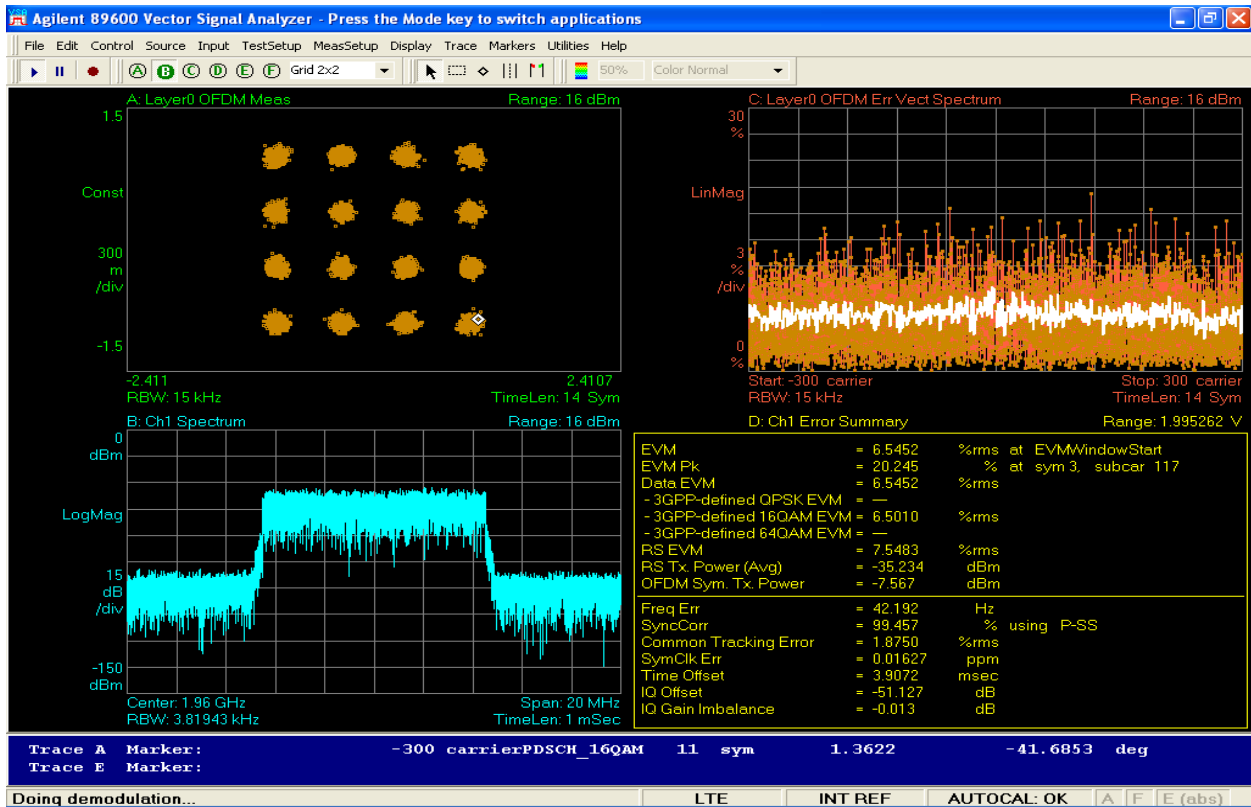 Agilent 89600 Vector Signal Analyzer - Press the Mode key to switch applications
File Edit Control Source Input TestSetup MeasSetup Display Trace Markers Utilities Help
A B C D E F Grid 2x2 50% Color Normal
A: Layer0 OFDM Meas Range: 16 dBm
1.5
Const
300
m
/div
-1.5
-2.411 2.4107
RBW: 15 kHz TimeLen: 14 Sym
C: Layer0 OFDM Err Vect Spectrum Range: 16 dBm
30
%
LinMag
3
%
/div
0
%
Start: -300 carrier Stop: 300 carrier
RBW: 15 kHz TimeLen: 14 Sym
B: Ch1 Spectrum Range: 16 dBm
0
dBm
LogMag
15
dB
/div
-150
dBm
Center: 1.96 GHz Span: 20 MHz
RBW: 3.81943 kHz TimeLen: 1 mSec
D: Ch1 Error Summary Range: 1.995262 V
EVM = 6.5452 %rms at EVMWindowStart
EVM Pk = 20.245 % at sym 3, subcar 117
Data EVM = 6.5452 %rms
- 3GPP-defined QPSK EVM = —
- 3GPP-defined 16QAM EVM = 6.5010 %rms
- 3GPP-defined 64QAM EVM = —
RS EVM = 7.5483 %rms
RS Tx. Power (Avg) = -35.234 dBm
OFDM Sym. Tx. Power = -7.567 dBm
Freq Err = 42.192 Hz
SyncCorr = 99.457 % using P-SS
Common Tracking Error = 1.8750 %rms
SymClk Err = 0.01627 ppm
Time Offset = 3.9072 msec
IQ Offset = -51.127 dB
IQ Gain Imbalance = -0.013 dB
Trace A Marker: -300 carrierPDSCH_16QAM 11 sym 1.3622 -41.6853 deg
Trace E Marker:
Doing demodulation... LTE INT REF AUTOCAL: OK A F E (abs)